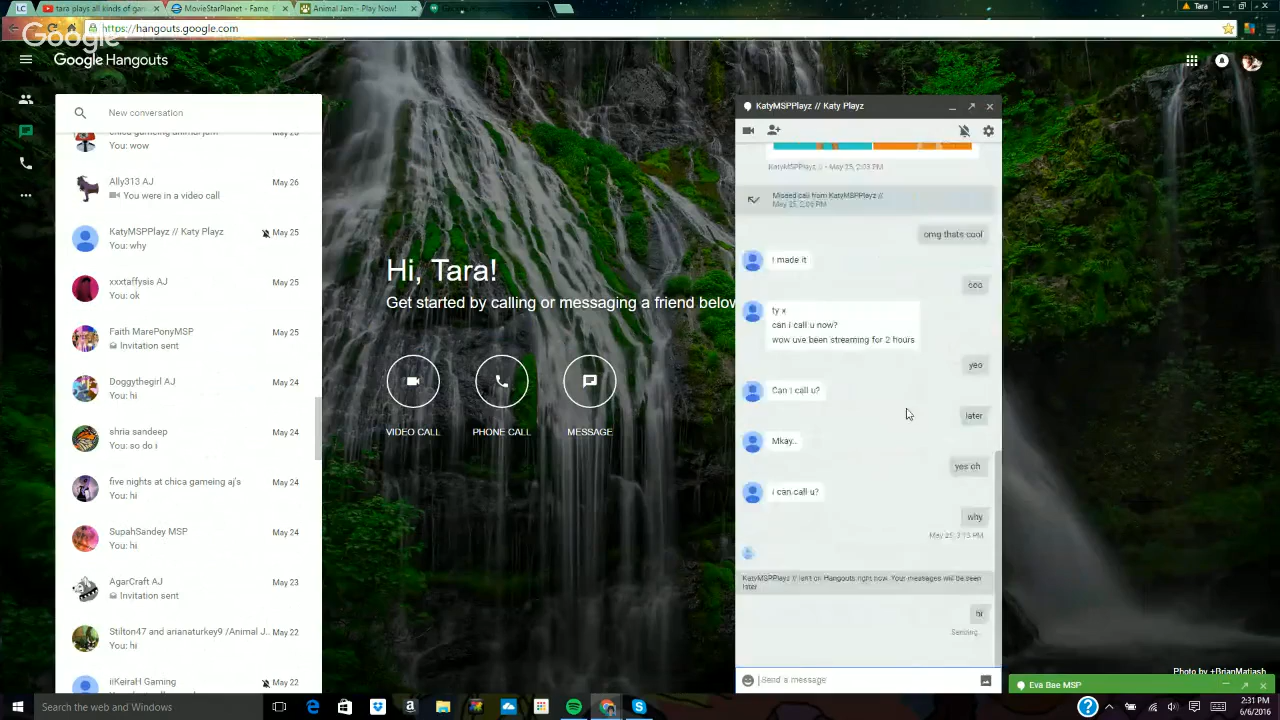 LC
tara plays all kinds of gam
MovieStarPlanet - Fame, F
Animal Jam - Play Now!
Tara
https://hangouts.google.com
Google
Google Hangouts
New conversation
You: wow
Ally313 AJ
May 26
You were in a video call
KatyMSPPlayz // Katy Playz
May 25
You: why
xxxtaffysis AJ
May 25
You: ok
Faith MarePonyMSP
May 25
Invitation sent
Doggythegirl AJ
May 24
You: hi
shria sandeep
May 24
You: so do i
five nights at chica gameing aj's
May 24
You: hi
SupahSandey MSP
May 24
You: hi
AgarCraft AJ
May 23
Invitation sent
Stilton47 and arianaturkey9 /Animal J...
May 22
You: hi
iiKeiraH Gaming
May 22
Hi, Tara!
Get started by calling or messaging a friend below
VIDEO CALL
PHONE CALL
MESSAGE
KatyMSPPlayz // Katy Playz
KatyMSPPlayz // • May 25, 2:03 PM
Missed call from KatyMSPPlayz //
May 25, 2:06 PM
omg thats cool
I made it
ty x
can i call u now?
wow uve been streaming for 2 hours
Can i call u?
later
Mkay..
yes oh
i can call u?
why
May 25, 3:13 PM
KatyMSPPlayz // isn't on Hangouts right now. Your messages will be seen
later
hi
Sending...
Send a message
Photo by +BrianMatiash
Eva Bae MSP
Search the web and Windows
2:31 PM
6/6/2016